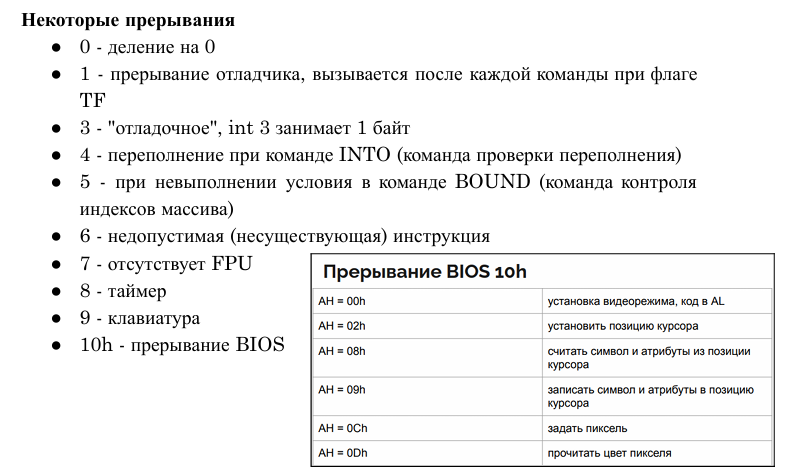 Некоторые прерывания
● 0 - деление на 0
● 1 - прерывание отладчика, вызывается после каждой команды при флаге
TF
● 3 - "отладочное", int 3 занимает 1 байт
● 4 - переполнение при команде INTO (команда проверки переполнения)
● 5 - при невыполнении условия в команде BOUND (команда контроля
индексов массива)
● 6 - недопустимая (несуществующая) инструкция
● 7 - отсутствует FPU
● 8 - таймер
● 9 - клавиатура
● 10h - прерывание BIOS
Прерывание BIOS 10h
AH = 00h установка видеорежима, код в AL
AH = 02h установить позицию курсора
AH = 08h считать символ и атрибуты из позиции
курсора
AH = 09h записать символ и атрибуты в позицию
курсора
AH = 0Ch задать пиксель
AH = 0Dh прочитать цвет пикселя